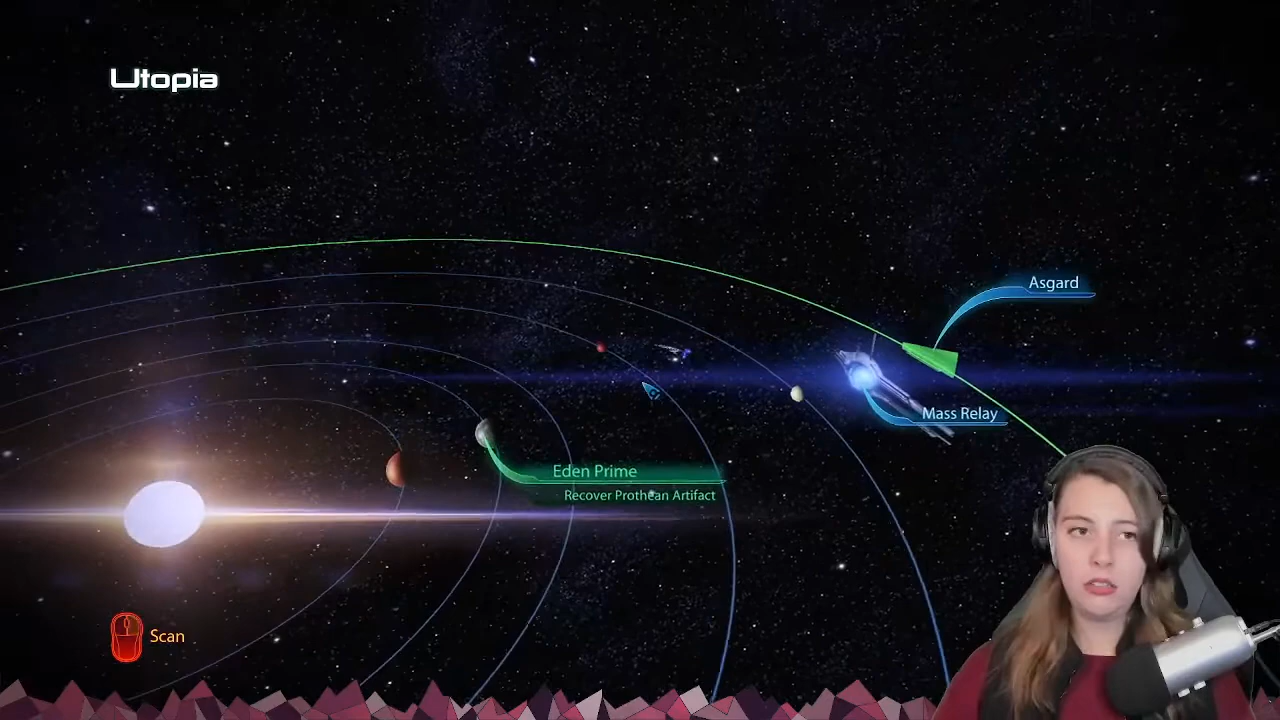 Utopia
Asgard
Mass Relay
Eden Prime
Recover Prothean Artifact
Scan